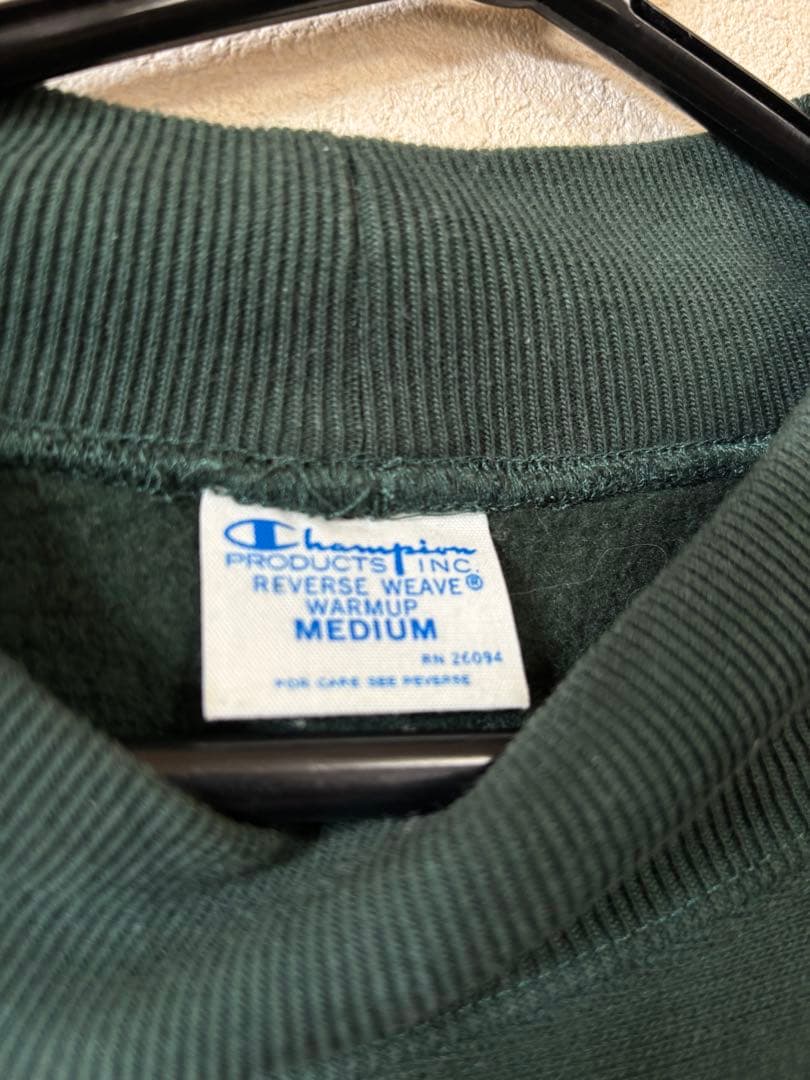 Champion
PRODUCTS INC.
REVERSE WEAVE®
WARMUP
MEDIUM
RN 26094
FOR CARE SEE REVERSE